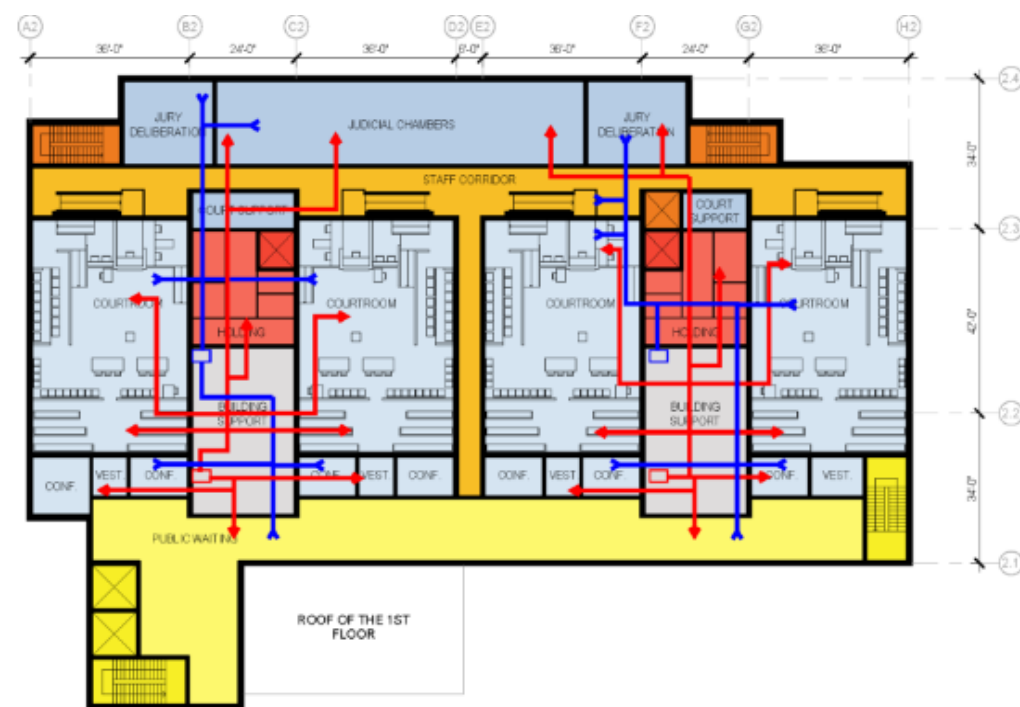 A2 B2 C2 D2 E2 F2 G2 H2
36'-0" 24'-0" 36'-0" 6'-0" 36'-0" 24'-0" 36'-0"
2.4
JURY
DELIBERATION
JUDICIAL CHAMBERS
JURY
DELIBERATION
34'-0"
STAFF CORRIDOR
COURT SUPPORT
COURT
SUPPORT
2.3
COURTROOM
COURTROOM
COURTROOM
COURTROOM
HOLDING
HOLDING
42'-0"
BUILDING
SUPPORT
BUILDING
SUPPORT
2.2
CONF.
VEST.
CONF.
CONF.
VEST.
CONF.
CONF.
VEST
CONF.
CONF.
VEST.
34'-0"
PUBLIC WAITING
2.1
ROOF OF THE 1ST
FLOOR